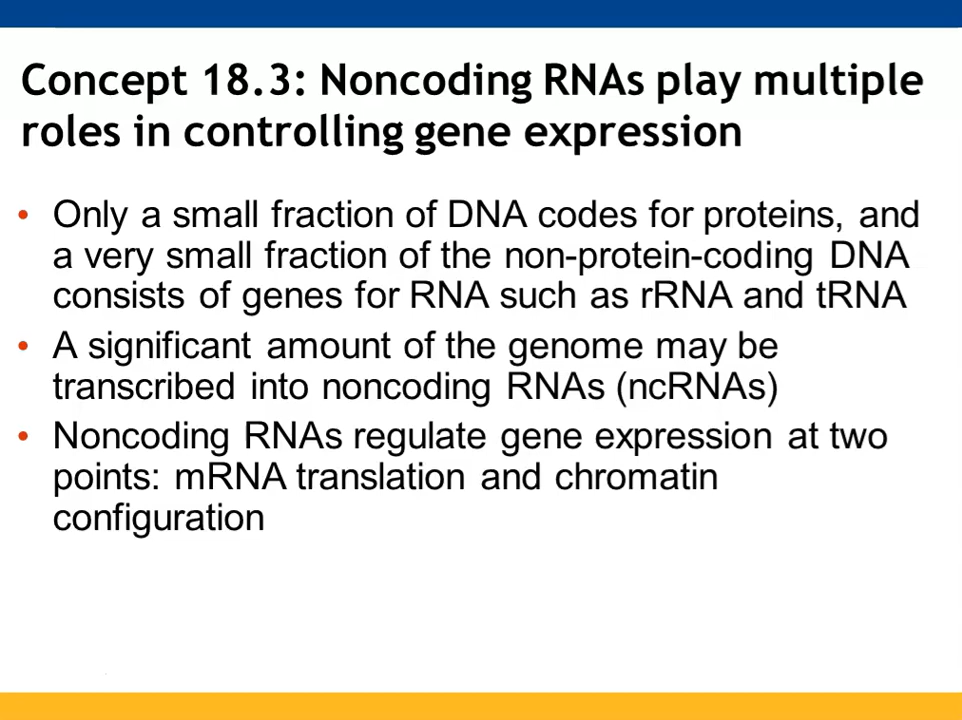 Concept 18.3: Noncoding RNAs play multiple
roles in controlling gene expression
• Only a small fraction of DNA codes for proteins, and
a very small fraction of the non-protein-coding DNA
consists of genes for RNA such as rRNA and tRNA
• A significant amount of the genome may be
transcribed into noncoding RNAs (ncRNAs)
• Noncoding RNAs regulate gene expression at two
points: mRNA translation and chromatin
configuration